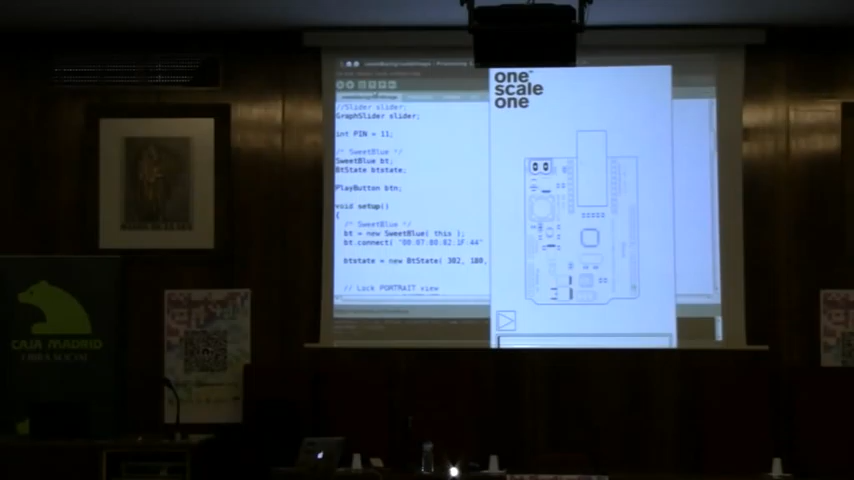 one
scale
one
//Slider slider;
GraphSlider slider;
int PIN = 11;
/* SweetBlue */
SweetBlue bt;
BtState btstate;
PlayButton btn;
void setup()
{
/* SweetBlue */
bt = new SweetBlue( this );
bt.connect( "00:07:80:82:1F:44"
btstate = new BtState( 302, 180,
// Lock PORTRAIT view
CAJA MADRID
OBRA SOCIAL